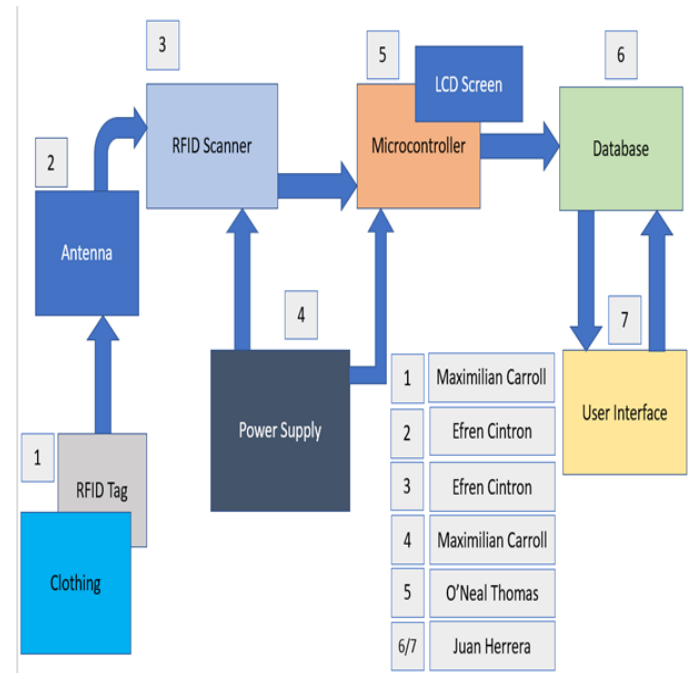 3
5
6
LCD Screen
RFID Scanner
Microcontroller
Database
2
Antenna
4
7
1 Maximilian Carroll
Power Supply
User Interface
2 Efren Cintron
1
RFID Tag
3 Efren Cintron
4 Maximilian Carroll
Clothing
5 O'Neal Thomas
6/7 Juan Herrera